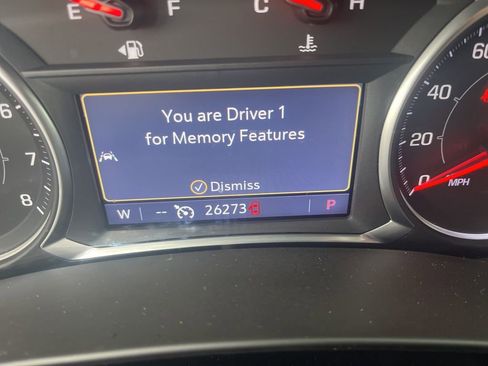 E F C H
You are Driver 1
for Memory Features
Dismiss
W -- 26273 P
6
7
8
60
40
20
0
MPH